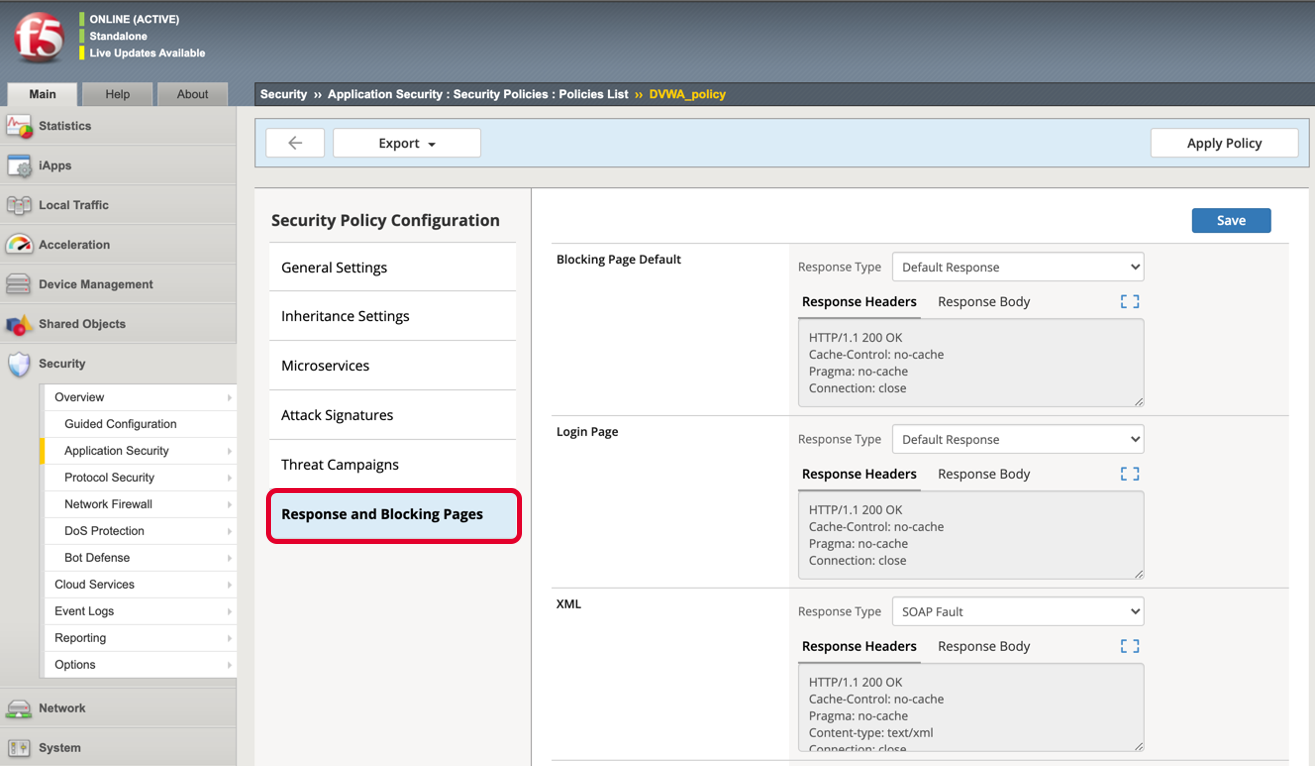 f5
ONLINE (ACTIVE)
Standalone
Live Updates Available
Main Help About
Security ›› Application Security : Security Policies : Policies List ›› DVWA_policy
Statistics
iApps
Local Traffic
Acceleration
Device Management
Shared Objects
Security
Overview
Guided Configuration
Application Security
Protocol Security
Network Firewall
DoS Protection
Bot Defense
Cloud Services
Event Logs
Reporting
Options
Network
System
Export
Apply Policy
Security Policy Configuration
General Settings
Inheritance Settings
Microservices
Attack Signatures
Threat Campaigns
Response and Blocking Pages
Save
Blocking Page Default
Response Type Default Response
Response Headers Response Body
HTTP/1.1 200 OK
Cache-Control: no-cache
Pragma: no-cache
Connection: close
Login Page
Response Type Default Response
Response Headers Response Body
HTTP/1.1 200 OK
Cache-Control: no-cache
Pragma: no-cache
Connection: close
XML
Response Type SOAP Fault
Response Headers Response Body
HTTP/1.1 200 OK
Cache-Control: no-cache
Pragma: no-cache
Content-type: text/xml
Connection: close